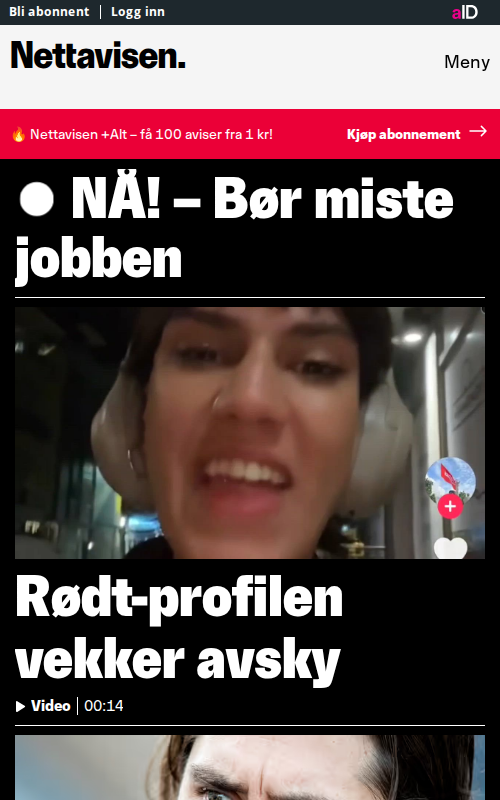 Bli abonnent | Logg inn
aID
Nettavisen.
Meny
🔥 Nettavisen +Alt – få 100 aviser fra 1 kr!
Kjøp abonnement →
NÅ! – Bør miste
jobben
Rødt-profilen
vekker avsky
Video | 00:14